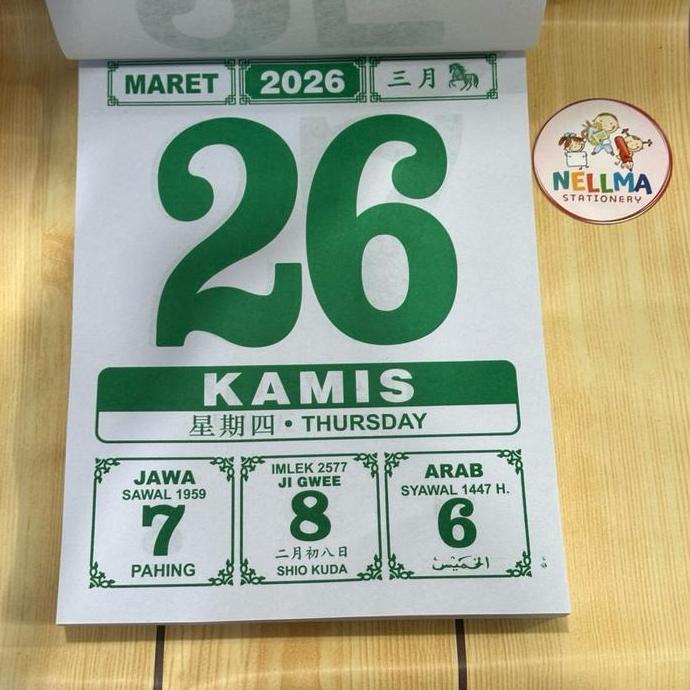 MARET
2026
三月
26
KAMIS
星期四 • THURSDAY
JAWA
SAWAL 1959
7
PAHING
IMLEK 2577
JI GWEE
8
二月初八日
SHIO KUDA
ARAB
SYAWAL 1447 H.
6
الخميس
NELLMA
STATIONERY